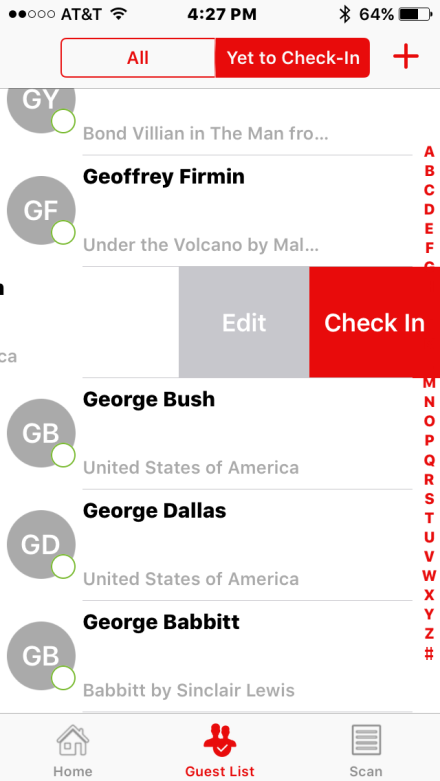 AT&T 4:27 PM 64%
All Yet to Check-In +
GY
Bond Villian in The Man fro...
Geoffrey Firmin
GF
Under the Volcano by Mal...
Edit Check In
ca
George Bush
GB
United States of America
George Dallas
GD
United States of America
George Babbitt
GB
Babbitt by Sinclair Lewis
A
B
C
D
E
F
M
N
O
P
Q
R
S
T
U
V
W
X
Y
Z
#
Home Guest List Scan